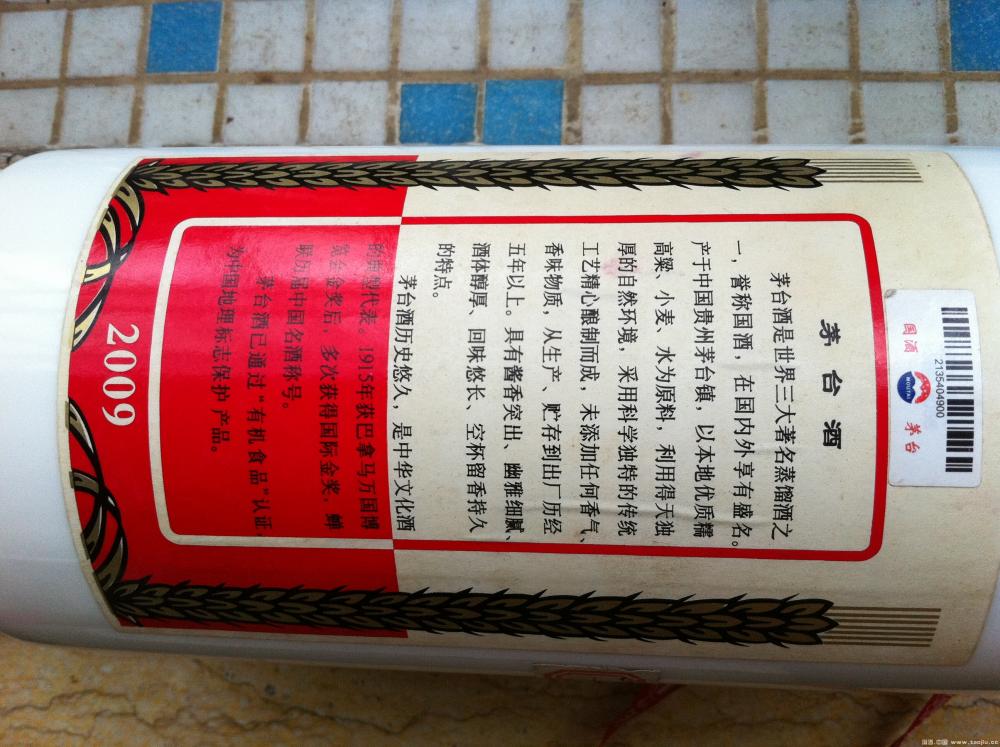 2135404900
国酒
MOUTAI
茅台
茅台酒
茅台酒是世界三大著名蒸馏酒之
一，誉称国酒，在国内外享有盛名。
产于中国贵州茅台镇，以本地优质糯
高粱、小麦，水为原料，利用得天独
厚的自然环境，采用科学独特的传统
工艺精心酿制而成，未添加任何香气、
香味物质，从生产、贮存到出厂历经
五年以上。具有酱香突出、幽雅细腻、
酒体醇厚、回味悠长、空杯留香持久
的特点。
茅台酒历史悠久，是中华文化酒
的典型代表。1915年获巴拿马万国博
览会金奖后，多次获得国际金奖，蝉
联历届中国名酒称号。
茅台酒已通过“有机食品”认证，
为中国地理标志保护产品。
2009
淘酒.中国 www.taojiu.cc